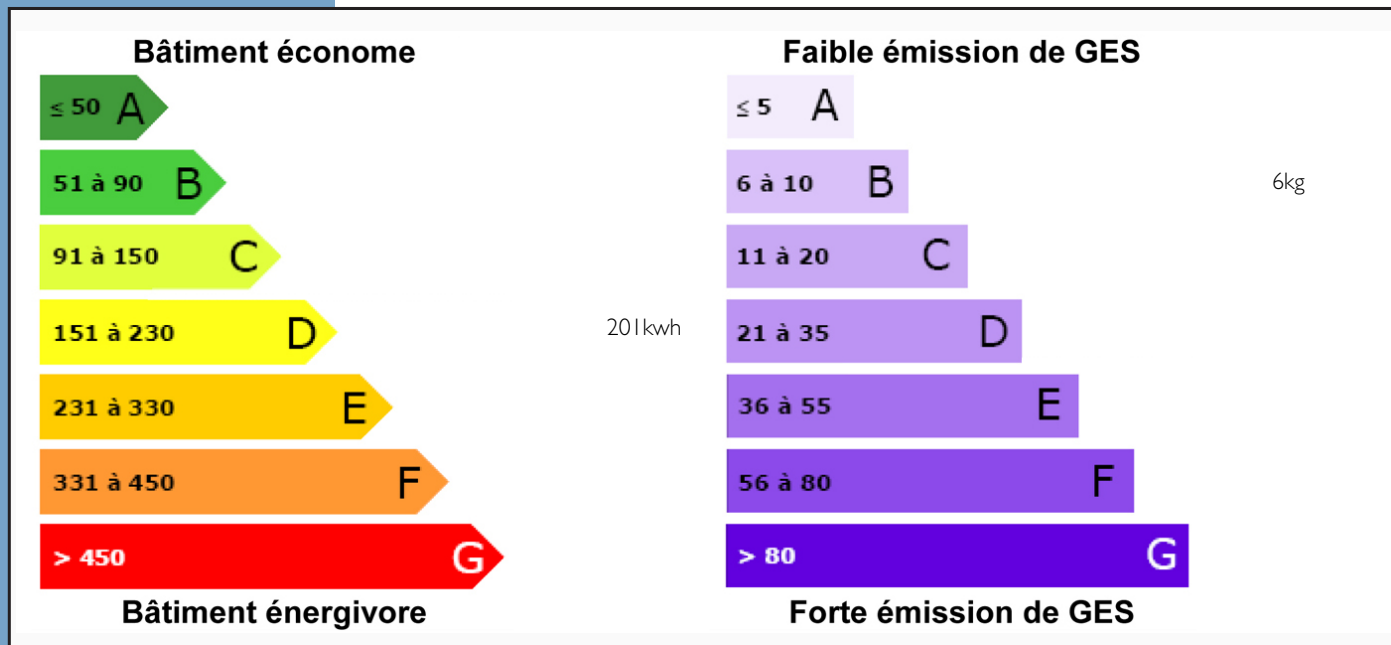 Bâtiment économe
≤ 50 A
51 à 90 B
91 à 150 C
151 à 230 D
201kwh
231 à 330 E
331 à 450 F
> 450 G
Bâtiment énergivore
Faible émission de GES
≤ 5 A
6 à 10 B
6kg
11 à 20 C
21 à 35 D
36 à 55 E
56 à 80 F
> 80 G
Forte émission de GES